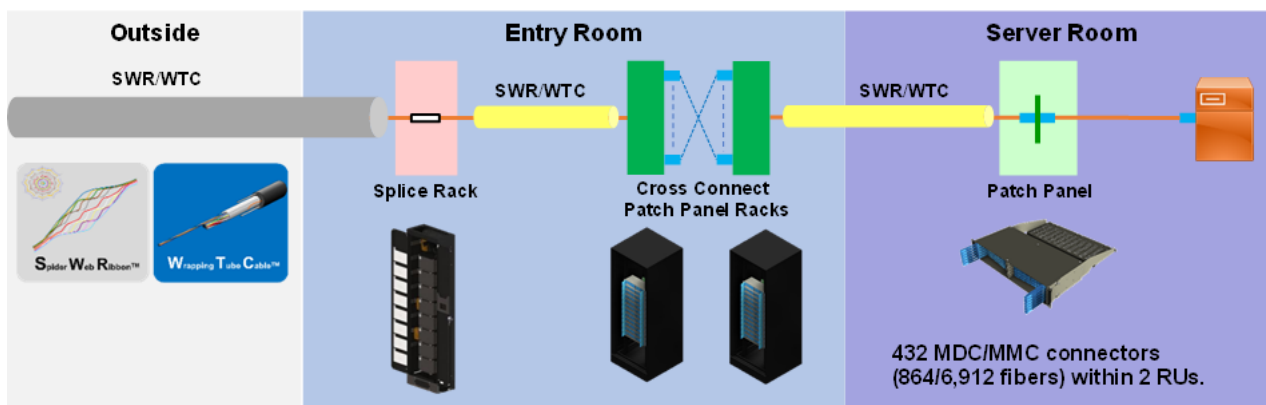 Outside
Entry Room
Server Room
SWR/WTC
SWR/WTC
SWR/WTC
Splice Rack
Cross Connect
Patch Panel Racks
Patch Panel
Spider Web Ribbon™
Wrapping Tube Cable™
432 MDC/MMC connectors
(864/6,912 fibers) within 2 RUs.